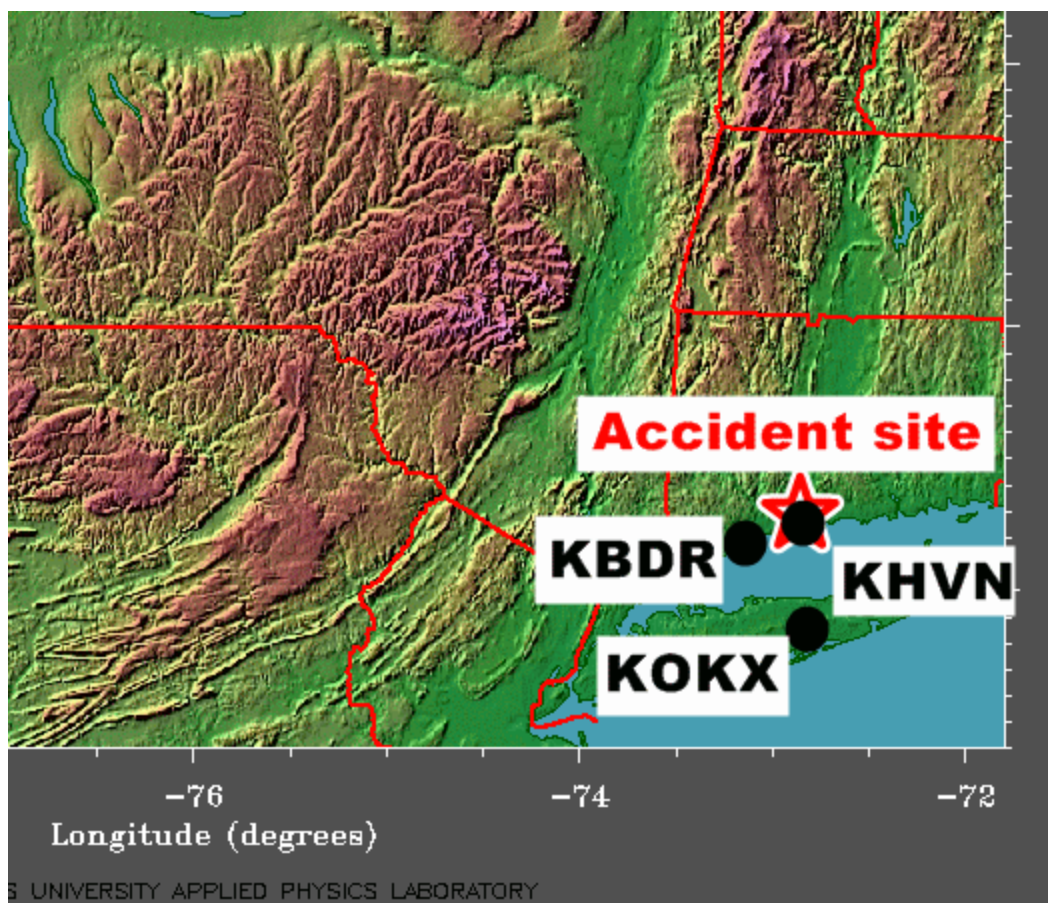 Accident site
KBDR
KHVN
KOKX
-76 -74 -72
Longitude (degrees)
S UNIVERSITY APPLIED PHYSICS LABORATORY